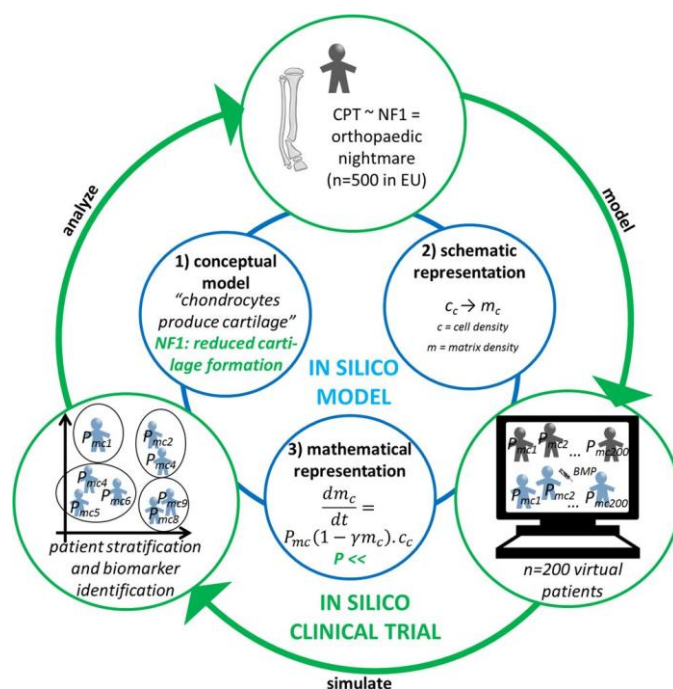 CPT ~ NF1 =
orthopaedic
nightmare
(n=500 in EU)
analyze
model
1) conceptual
model
“chondrocytes
produce cartilage”
NF1: reduced carti-
lage formation
2) schematic
representation
c_c → m_c
c = cell density
m = matrix density
IN SILICO
MODEL
3) mathematical
representation
dm_c
dt
=
P_mc(1 − γm_c).c_c
P <<
P_mc1
P_mc2
P_mc4
P_mc4
P_mc6
P_mc5
P_mc9
P_mc8
patient stratification
and biomarker
identification
P_mc1 P_mc2 ... P_mc200
BMP
P_mc1 P_mc2 ... P_mc200
n=200 virtual
patients
IN SILICO
CLINICAL TRIAL
simulate